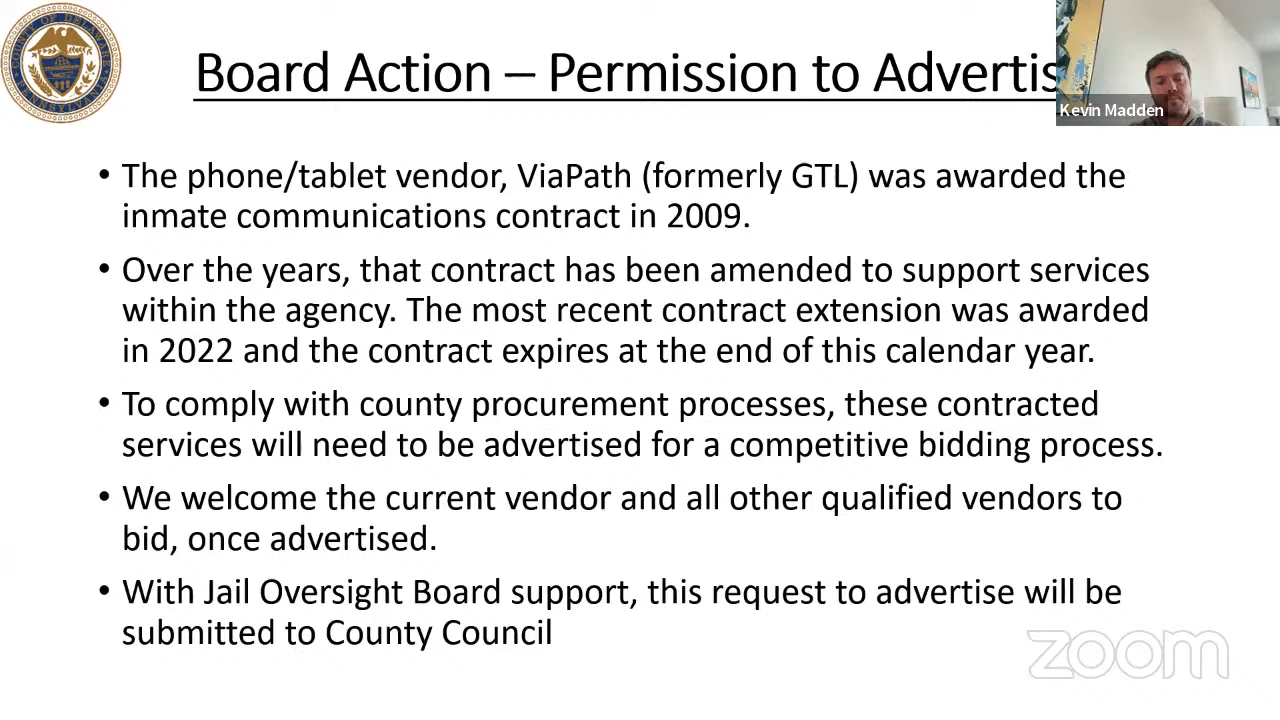 COUNTY OF DELAWARE
PENNSYLVANIA
Board Action – Permission to Advertis
Kevin Madden
• The phone/tablet vendor, ViaPath (formerly GTL) was awarded the
inmate communications contract in 2009.
• Over the years, that contract has been amended to support services
within the agency. The most recent contract extension was awarded
in 2022 and the contract expires at the end of this calendar year.
• To comply with county procurement processes, these contracted
services will need to be advertised for a competitive bidding process.
• We welcome the current vendor and all other qualified vendors to
bid, once advertised.
• With Jail Oversight Board support, this request to advertise will be
submitted to County Council
zoom